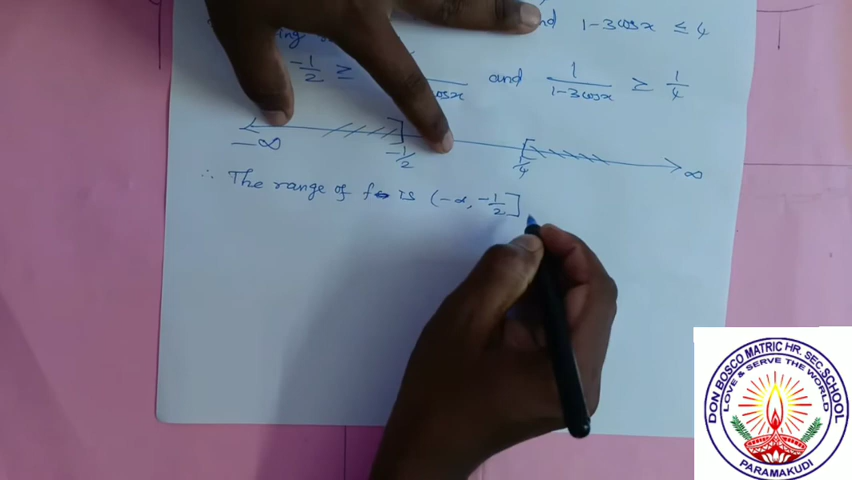 1-3cosx ≤ 4
-1/2 ≥ and 1/(1-3cosx) ≥ 1/4
-∞ -1/2 1/4 ∞
∴ The range of f is (-∞, -1/2]
DON BOSCO MATRIC HR. SEC. SCHOOL
LOVE & SERVE THE WORLD
PARAMAKUDI